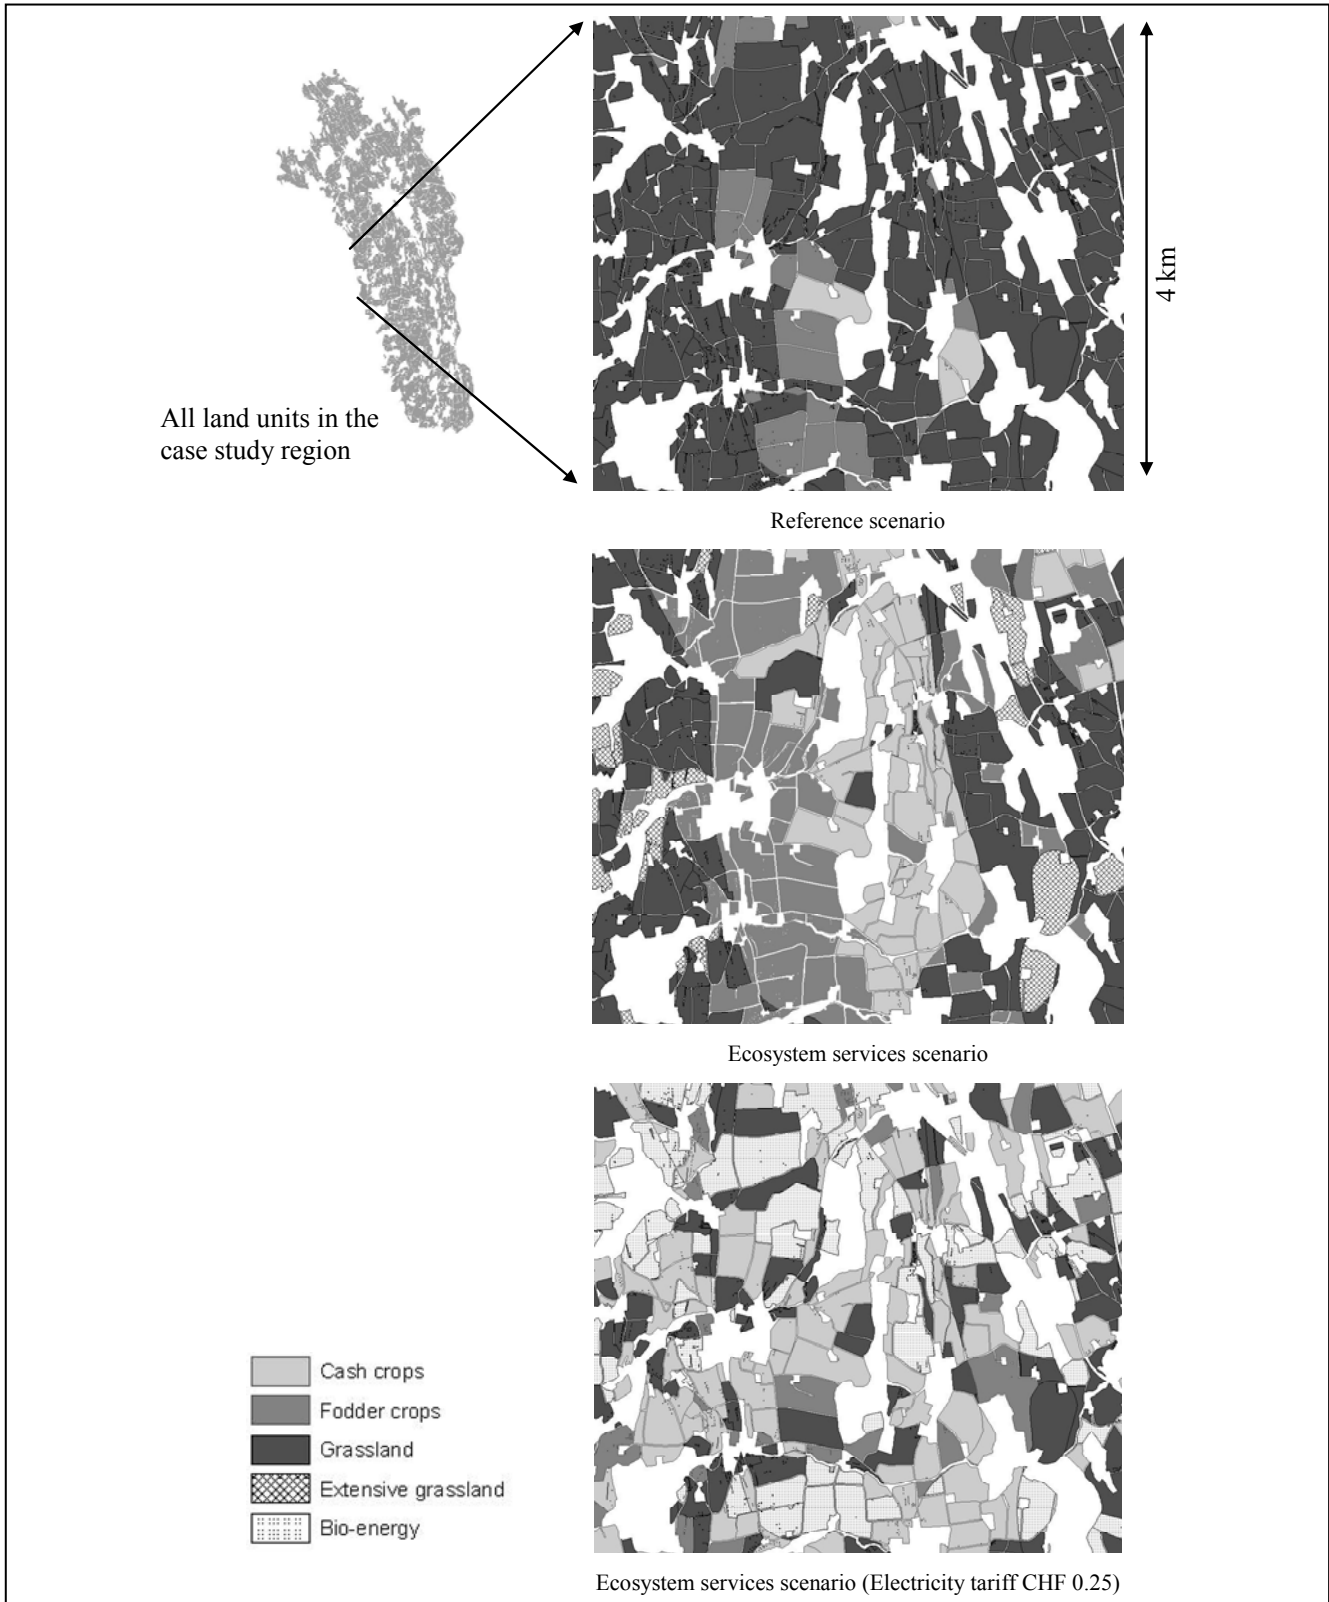 4 km
All land units in the
case study region
Reference scenario
Ecosystem services scenario
Cash crops
Fodder crops
Grassland
Extensive grassland
Bio-energy
Ecosystem services scenario (Electricity tariff CHF 0.25)